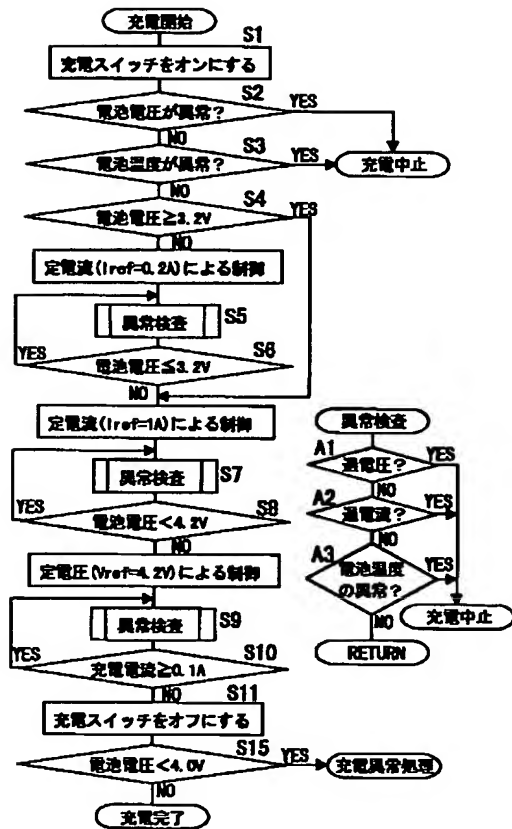 充電開始
S1
充電スイッチをオンにする
S2
電池電圧が異常?
YES
NO
S3
電池温度が異常?
YES
充電中止
NO
S4
電池電圧≧3.2V
YES
NO
定電流(Iref=0.2A)による制御
異常検査
S5
YES
S6
電池電圧≦3.2V
NO
定電流(Iref=1A)による制御
異常検査
S7
YES
S8
電池電圧<4.2V
NO
定電圧(Vref=4.2V)による制御
異常検査
S9
YES
S10
充電電流≧0.1A
NO
S11
充電スイッチをオフにする
S15
電池電圧<4.0V
YES
充電異常処理
NO
充電完了
異常検査
A1
過電圧?
YES
NO
A2
過電流?
YES
NO
A3
電池温度
の異常?
YES
充電中止
NO
RETURN